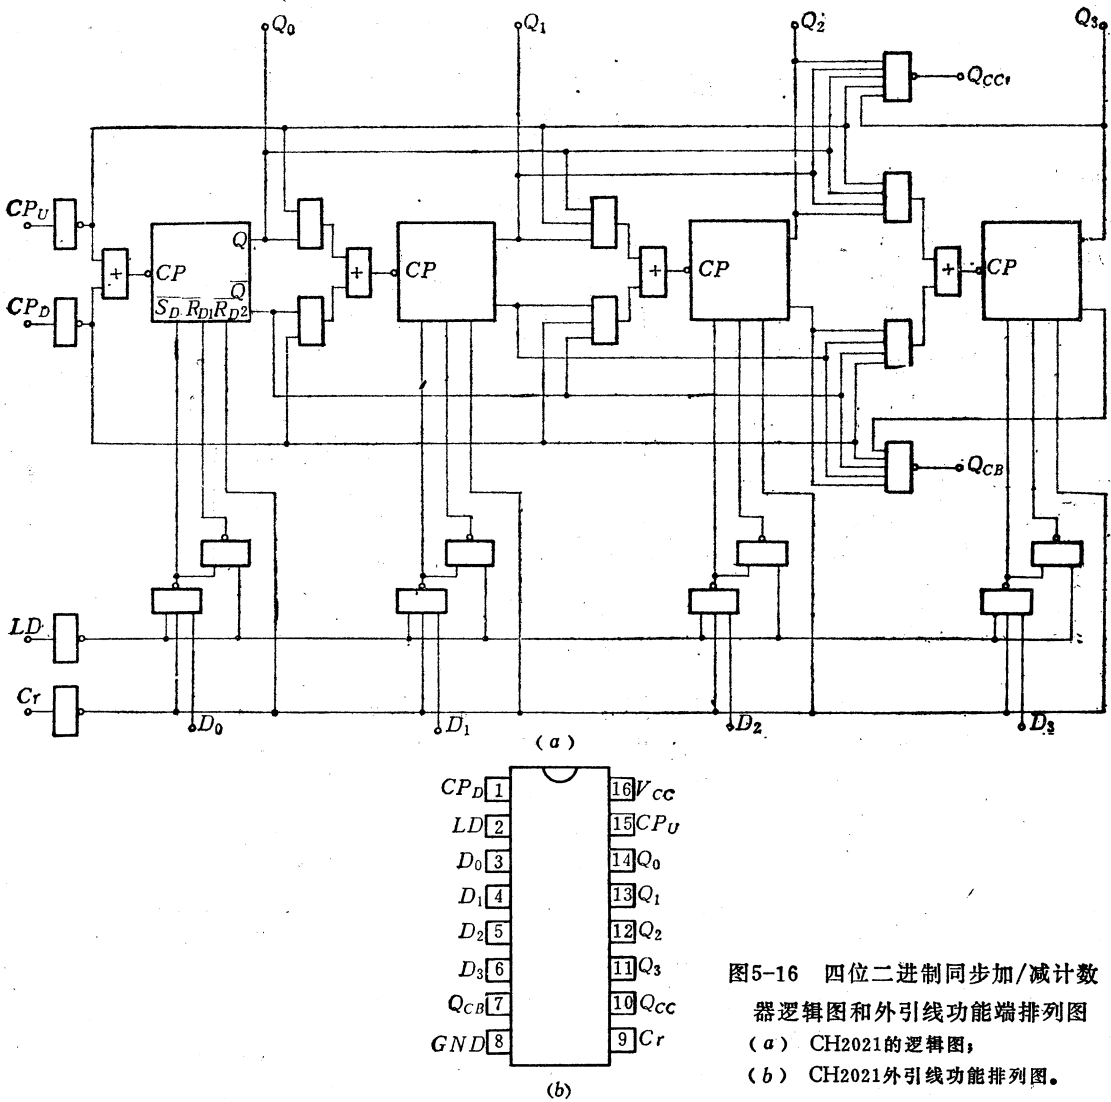 Q0
Q1
Q2
Q3
QCC
CPU
CPD
+
CP
Q
Q̅
S̅D R̅D1 R̅D2
+
CP
+
CP
+
CP
QCB
LD
Cr
D0
D1
D2
D3
(a)
CPD 1
LD 2
D0 3
D1 4
D2 5
D3 6
QCB 7
GND 8
16 VCC
15 CPU
14 Q0
13 Q1
12 Q2
11 Q3
10 QCC
9 Cr
(b)
图5-16 四位二进制同步加/减计数
器逻辑图和外引线功能端排列图
(a) CH2021的逻辑图;
(b) CH2021外引线功能排列图。